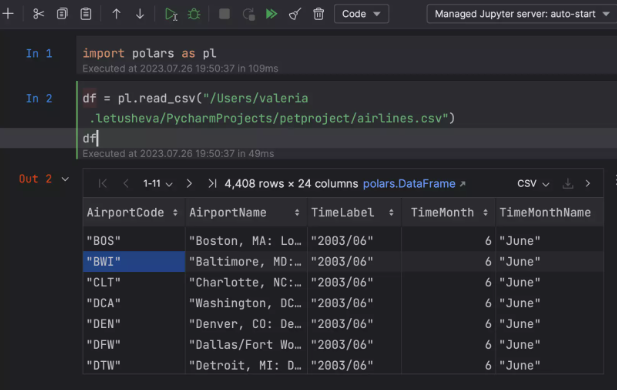 Code
Managed Jupyter server: auto-start
In 1
import polars as pl
Executed at 2023.07.26 19:50:37 in 109ms
In 2
df = pl.read_csv("/Users/valeria
.letusheva/PycharmProjects/petproject/airlines.csv")
df
Executed at 2023.07.26 19:50:37 in 49ms
Out 2
1-11
4,408 rows × 24 columns polars.DataFrame
CSV
AirportCode AirportName TimeLabel TimeMonth TimeMonthName
"BOS" "Boston, MA: Lo… "2003/06" 6 "June"
"BWI" "Baltimore, MD:… "2003/06" 6 "June"
"CLT" "Charlotte, NC:… "2003/06" 6 "June"
"DCA" "Washington, DC… "2003/06" 6 "June"
"DEN" "Denver, CO: De… "2003/06" 6 "June"
"DFW" "Dallas/Fort Wo… "2003/06" 6 "June"
"DTW" "Detroit, MI: D… "2003/06" 6 "June"